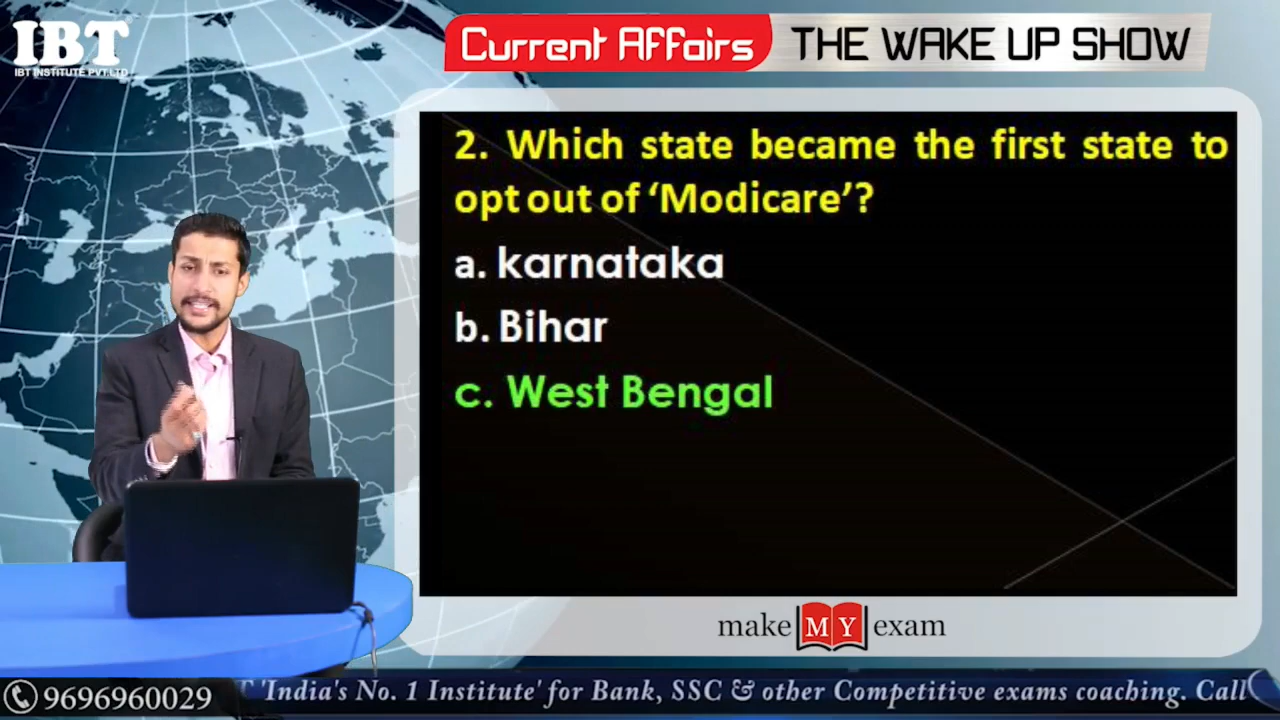 IBT
IBT INSTITUTE PVT.LTD
Current Affairs THE WAKE UP SHOW
2. Which state became the first state to
opt out of ‘Modicare’?
a. karnataka
b. Bihar
c. West Bengal
make MY exam
9696960029 T 'India's No. 1 Institute' for Bank, SSC & other Competitive exams coaching. Call